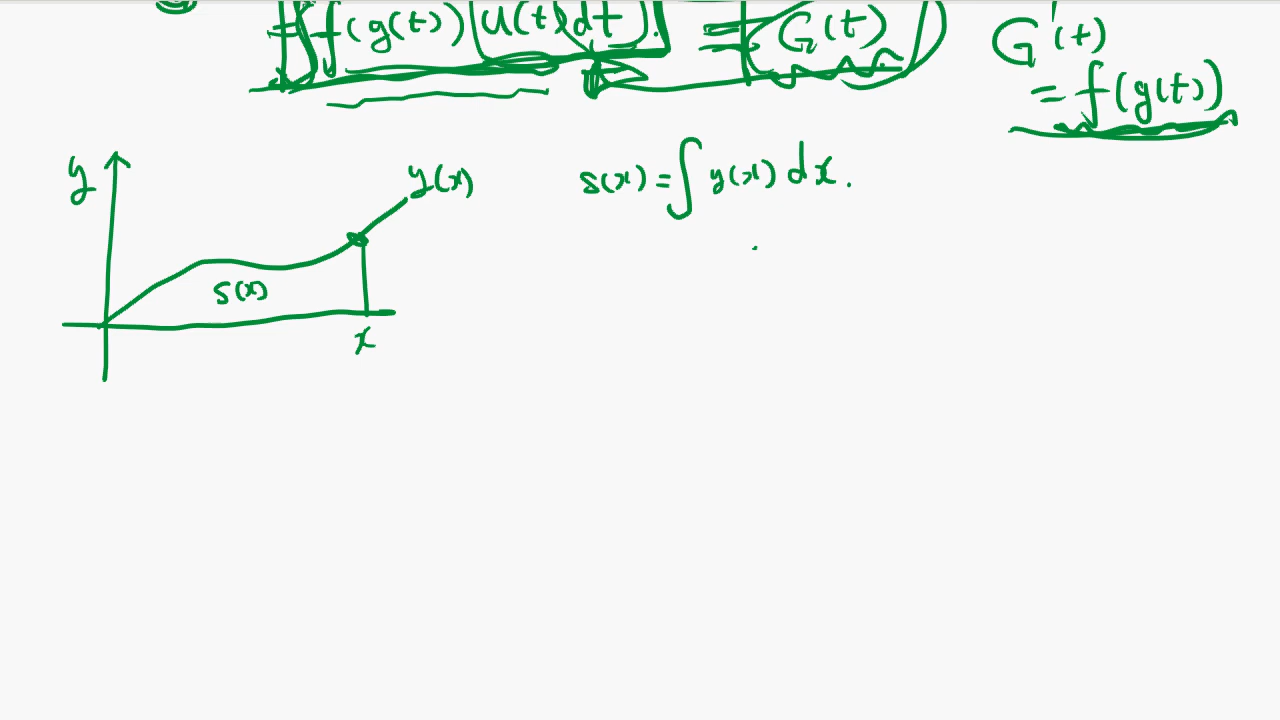 = ∫ f(g(t)) u(t) dt. = G(t) G'(t)
= f(g(t))
y y(x) s(x) = ∫ y(x) dx.
s(x)
x